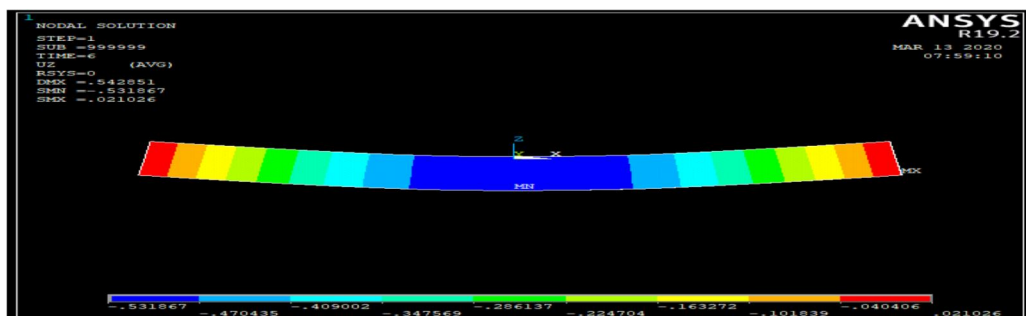 1
NODAL SOLUTION
STEP=1
SUB =999999
TIME=6
UZ (AVG)
RSYS=0
DMX =.542851
SMN =-.531867
SMX =.021026
ANSYS
R19.2
MAR 13 2020
07:59:10
Z
Y X
MN
MX
-.531867 -.409002 -.286137 -.163272 -.040406
-.470435 -.347569 -.224704 -.101839 .021026